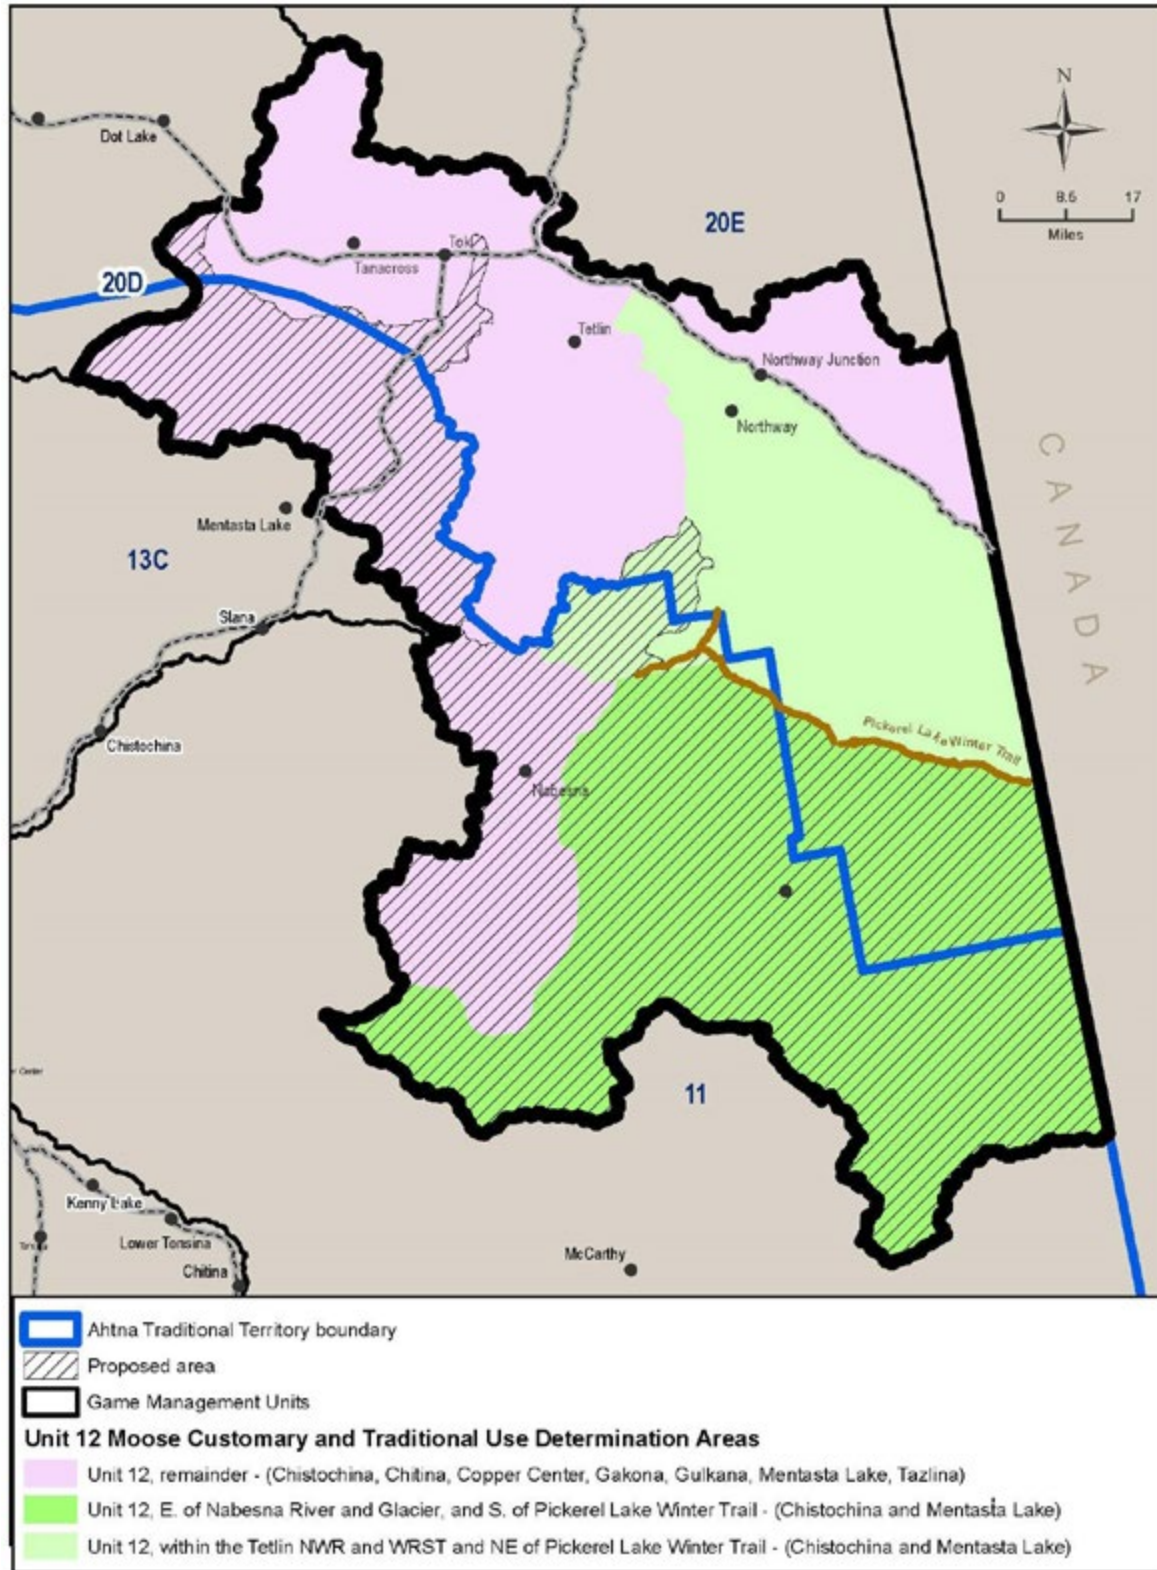 N
0 8.5 17
Miles
Dot Lake
20E
Tok
Tanacross
20D
Tetlin
Northway Junction
Northway
CANADA
Mentasta Lake
13C
Slana
Chistochina
Pickerel Lake Winter Trail
Nabesna
11
Center
Kenny Lake
Lower Tonsina
McCarthy
Chitina
Ahtna Traditional Territory boundary
Proposed area
Game Management Units
Unit 12 Moose Customary and Traditional Use Determination Areas
Unit 12, remainder - (Chistochina, Chitina, Copper Center, Gakona, Gulkana, Mentasta Lake, Tazlina)
Unit 12, E. of Nabesna River and Glacier, and S. of Pickerel Lake Winter Trail - (Chistochina and Mentasta Lake)
Unit 12, within the Tetlin NWR and WRST and NE of Pickerel Lake Winter Trail - (Chistochina and Mentasta Lake)